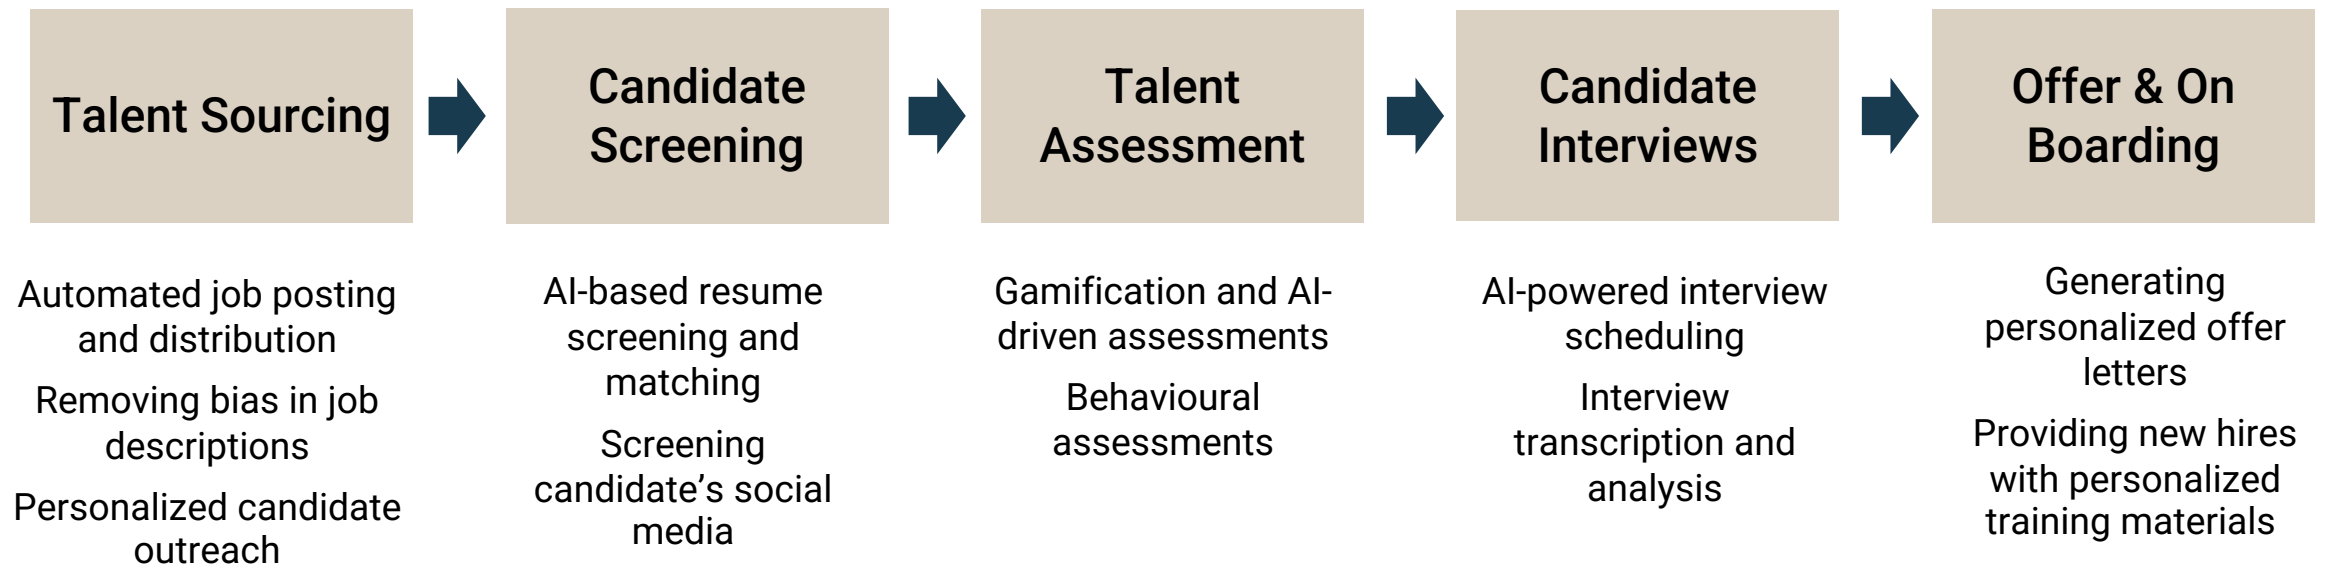 Talent Sourcing
Candidate
Screening
Talent
Assessment
Candidate
Interviews
Offer & On
Boarding
Automated job posting
and distribution
Removing bias in job
descriptions
Personalized candidate
outreach
AI-based resume
screening and
matching
Screening
candidate’s social
media
Gamification and AI-
driven assessments
Behavioural
assessments
AI-powered interview
scheduling
Interview
transcription and
analysis
Generating
personalized offer
letters
Providing new hires
with personalized
training materials